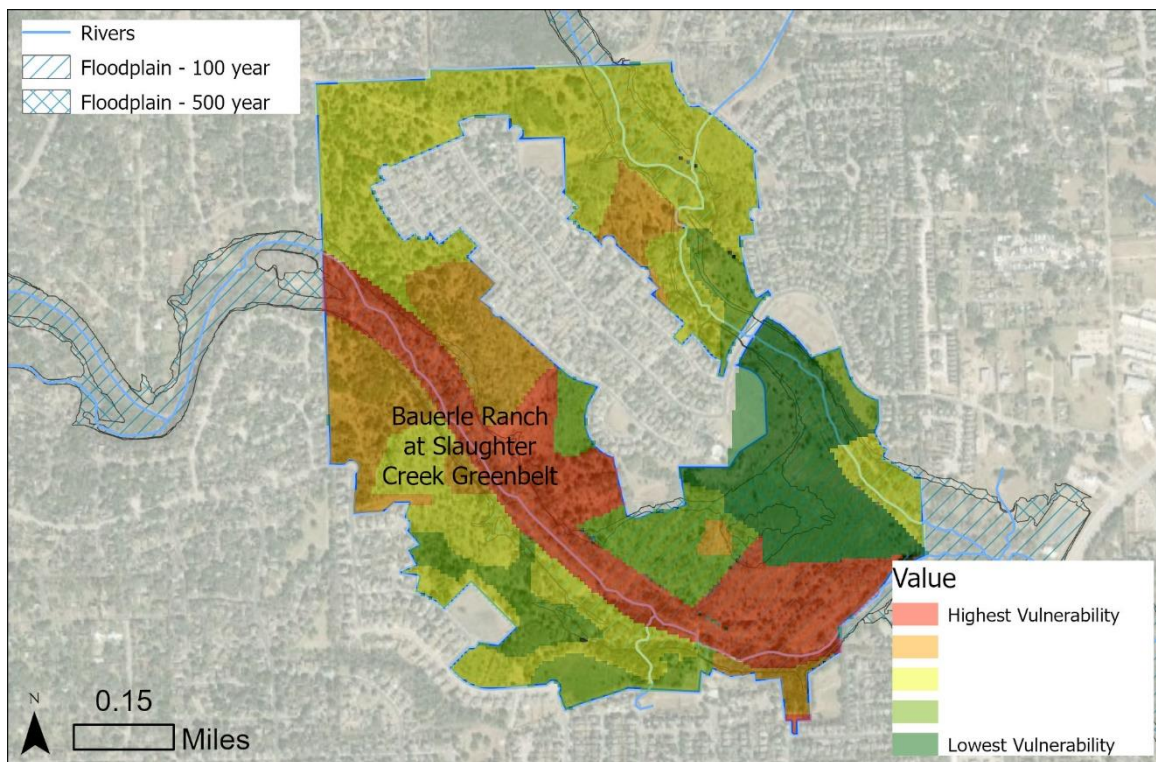 Rivers
Floodplain - 100 year
Floodplain - 500 year
Bauerle Ranch
at Slaughter
Creek Greenbelt
Value
Highest Vulnerability
Lowest Vulnerability
N
0.15
Miles